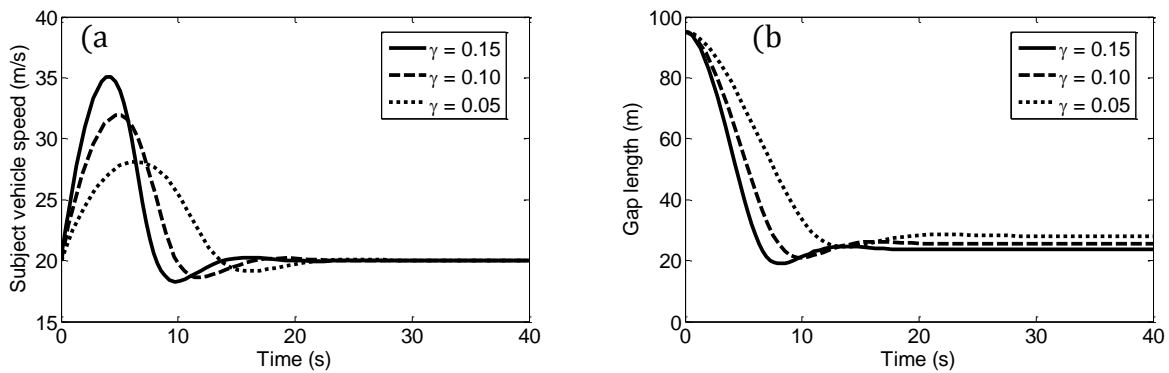 (a
Subject vehicle speed (m/s)
40
35
30
25
20
15
0
10
20
30
40
Time (s)
γ = 0.15
γ = 0.10
γ = 0.05
(b
Gap length (m)
100
80
60
40
20
0
0
10
20
30
40
Time (s)
γ = 0.15
γ = 0.10
γ = 0.05